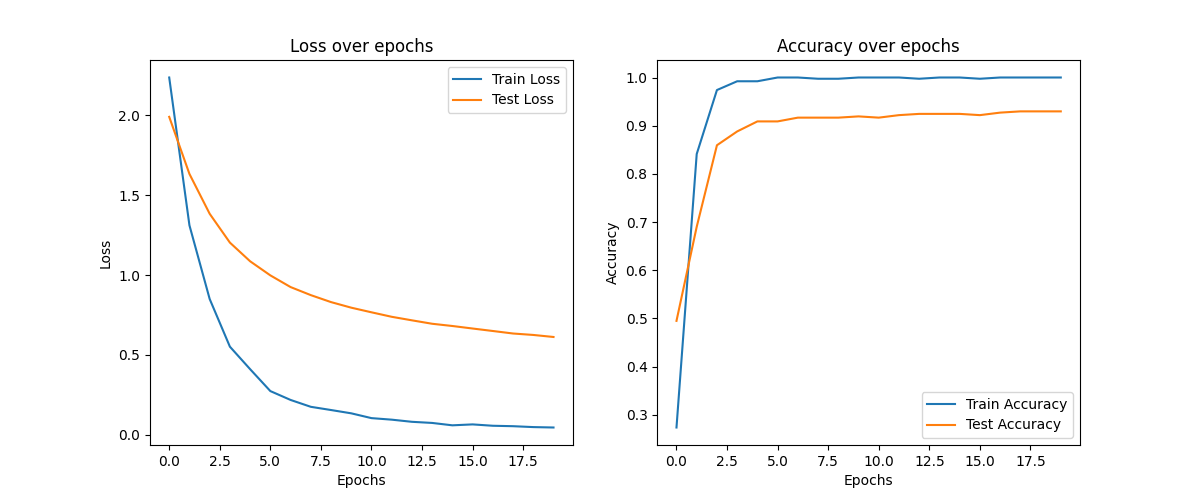 Loss over epochs
Train Loss
Test Loss
Loss
2.0
1.5
1.0
0.5
0.0
0.0 2.5 5.0 7.5 10.0 12.5 15.0 17.5
Epochs
Accuracy over epochs
Accuracy
1.0
0.9
0.8
0.7
0.6
0.5
0.4
0.3
Train Accuracy
Test Accuracy
0.0 2.5 5.0 7.5 10.0 12.5 15.0 17.5
Epochs